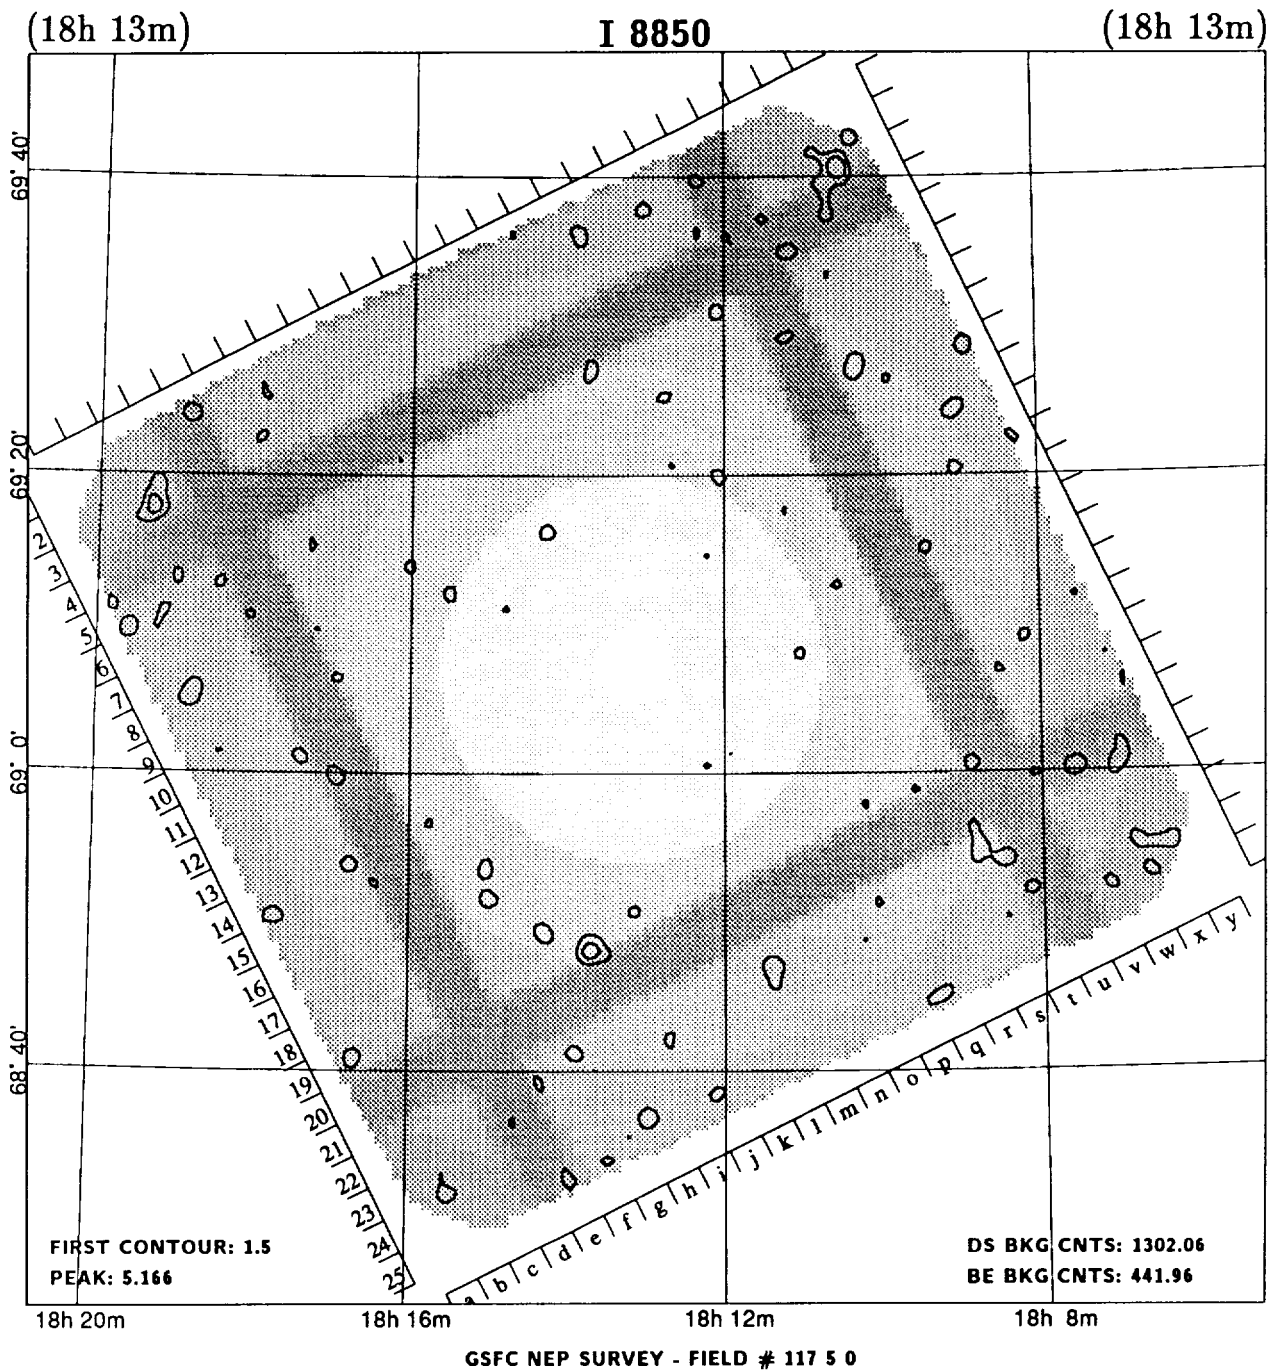 (18h 13m)
I 8850
(18h 13m)
69° 40'
69° 20'
69° 0'
68° 40'
2
3
4
5
6
7
8
9
10
11
12
13
14
15
16
17
18
19
20
21
22
23
24
25
a b c d e f g h i j k l m n o p q r s t u v w x y
FIRST CONTOUR: 1.5
PEAK: 5.166
DS BKG CNTS: 1302.06
BE BKG CNTS: 441.96
18h 20m
18h 16m
18h 12m
18h 8m
GSFC NEP SURVEY - FIELD # 117 5 0